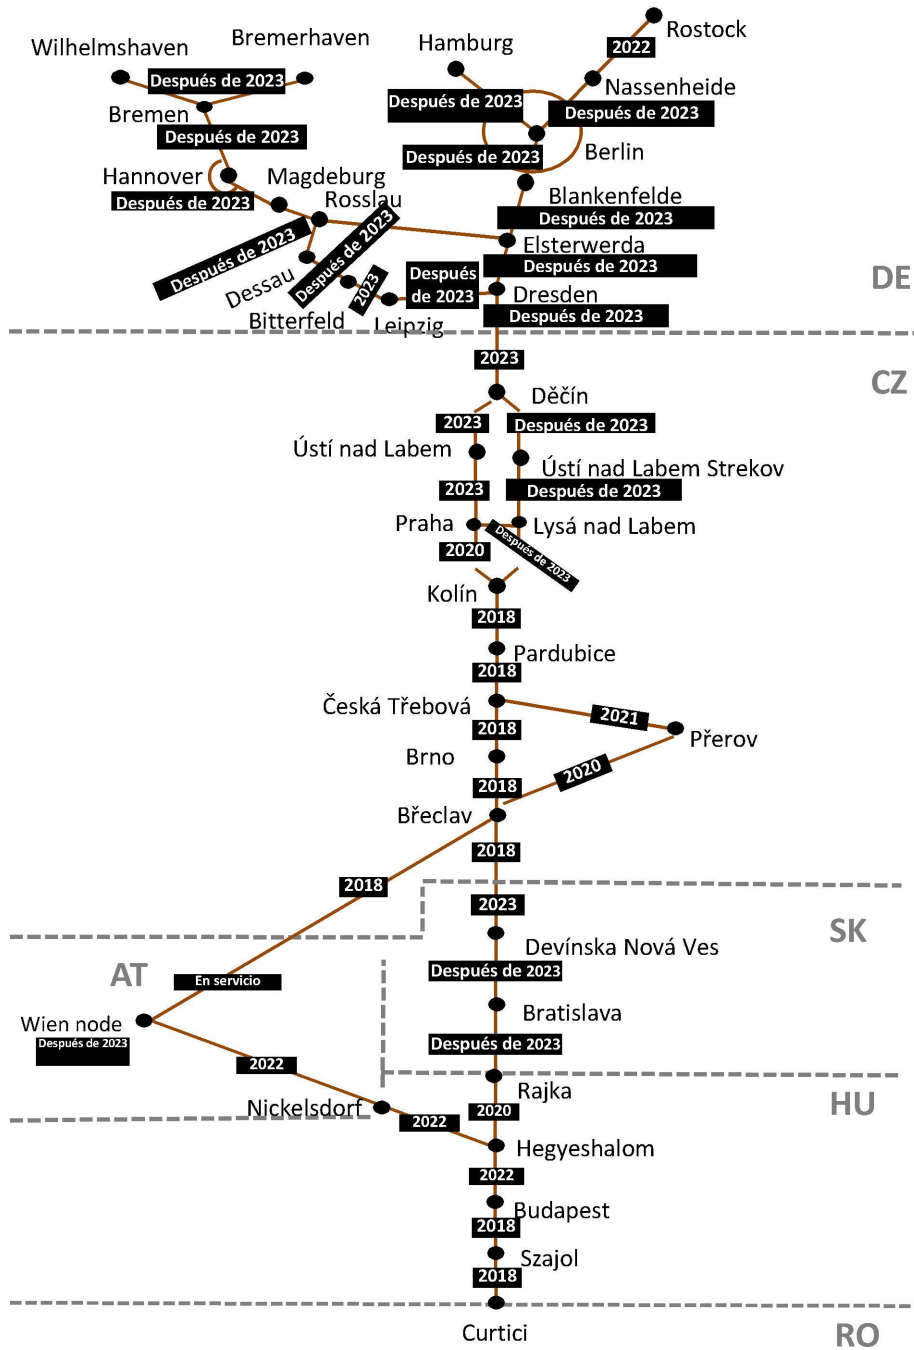 Rostock
Bremerhaven
Hamburg
Wilhelmshaven
2022
Después de 2023
Nassenheide
Después de 2023
Bremen
Después de 2023
Después de 2023
Berlin
Después de 2023
Hannover
Magdeburg
Blankenfelde
Después de 2023
Rosslau
Después de 2023
Después de 2023
Después de 2023
Elsterwerda
Después de 2023
Dessau
Después
de 2023
2023
DE
Dresden
Después de 2023
Bitterfeld
Leipzig
2023
CZ
Děčín
2023
Después de 2023
Ústí nad Labem
Ústí nad Labem Strekov
2023
Después de 2023
Praha
Lysá nad Labem
2020
Después de 2023
Kolín
2018
Pardubice
2018
Česká Třebová
2021
2018
Přerov
Brno
2020
2018
Břeclav
2018
2018
2023
SK
Devínska Nová Ves
AT
Después de 2023
En servicio
Bratislava
Wien node
Después de 2023
Después de 2023
2022
Rajka
HU
Nickelsdorf
2020
2022
Hegyeshalom
2022
Budapest
2018
Szajol
2018
Curtici
RO